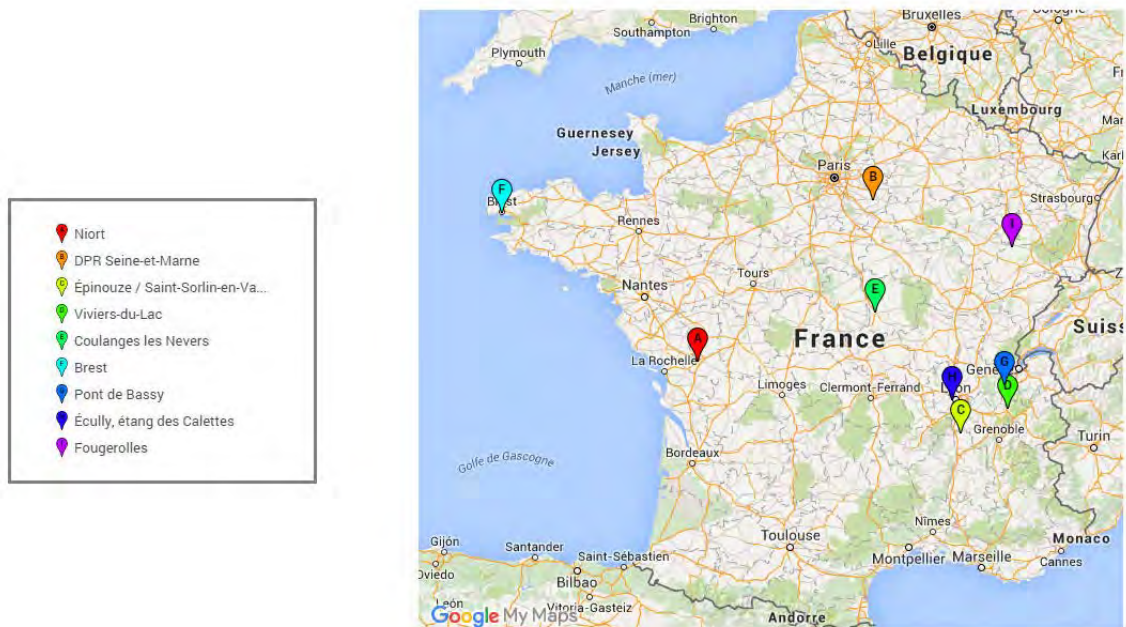 Niort
DPR Seine-et-Marne
Épinouze / Saint-Sorlin-en-Va...
Viviers-du-Lac
Coulanges les Nevers
Brest
Pont de Bassy
Écully, étang des Calettes
Fougerolles
Brighton
Southampton
Plymouth
Bruxelles
Lille
Belgique
Manche (mer)
Luxembourg
Guernesey
Jersey
Paris
B
Strasbourg
F
Brest
Rennes
Tours
Nantes
E
France
Suiss
A
La Rochelle
Limoges
Clermont-Ferrand
G
H
D
C
Grenoble
Turin
Bordeaux
Golfe de Gascogne
Nîmes
Toulouse
Montpellier
Marseille
Monaco
Cannes
Gijón
Oviedo
Santander
Saint-Sébastien
Bilbao
León
Vitoria-Gasteiz
Google My Maps
Andorre